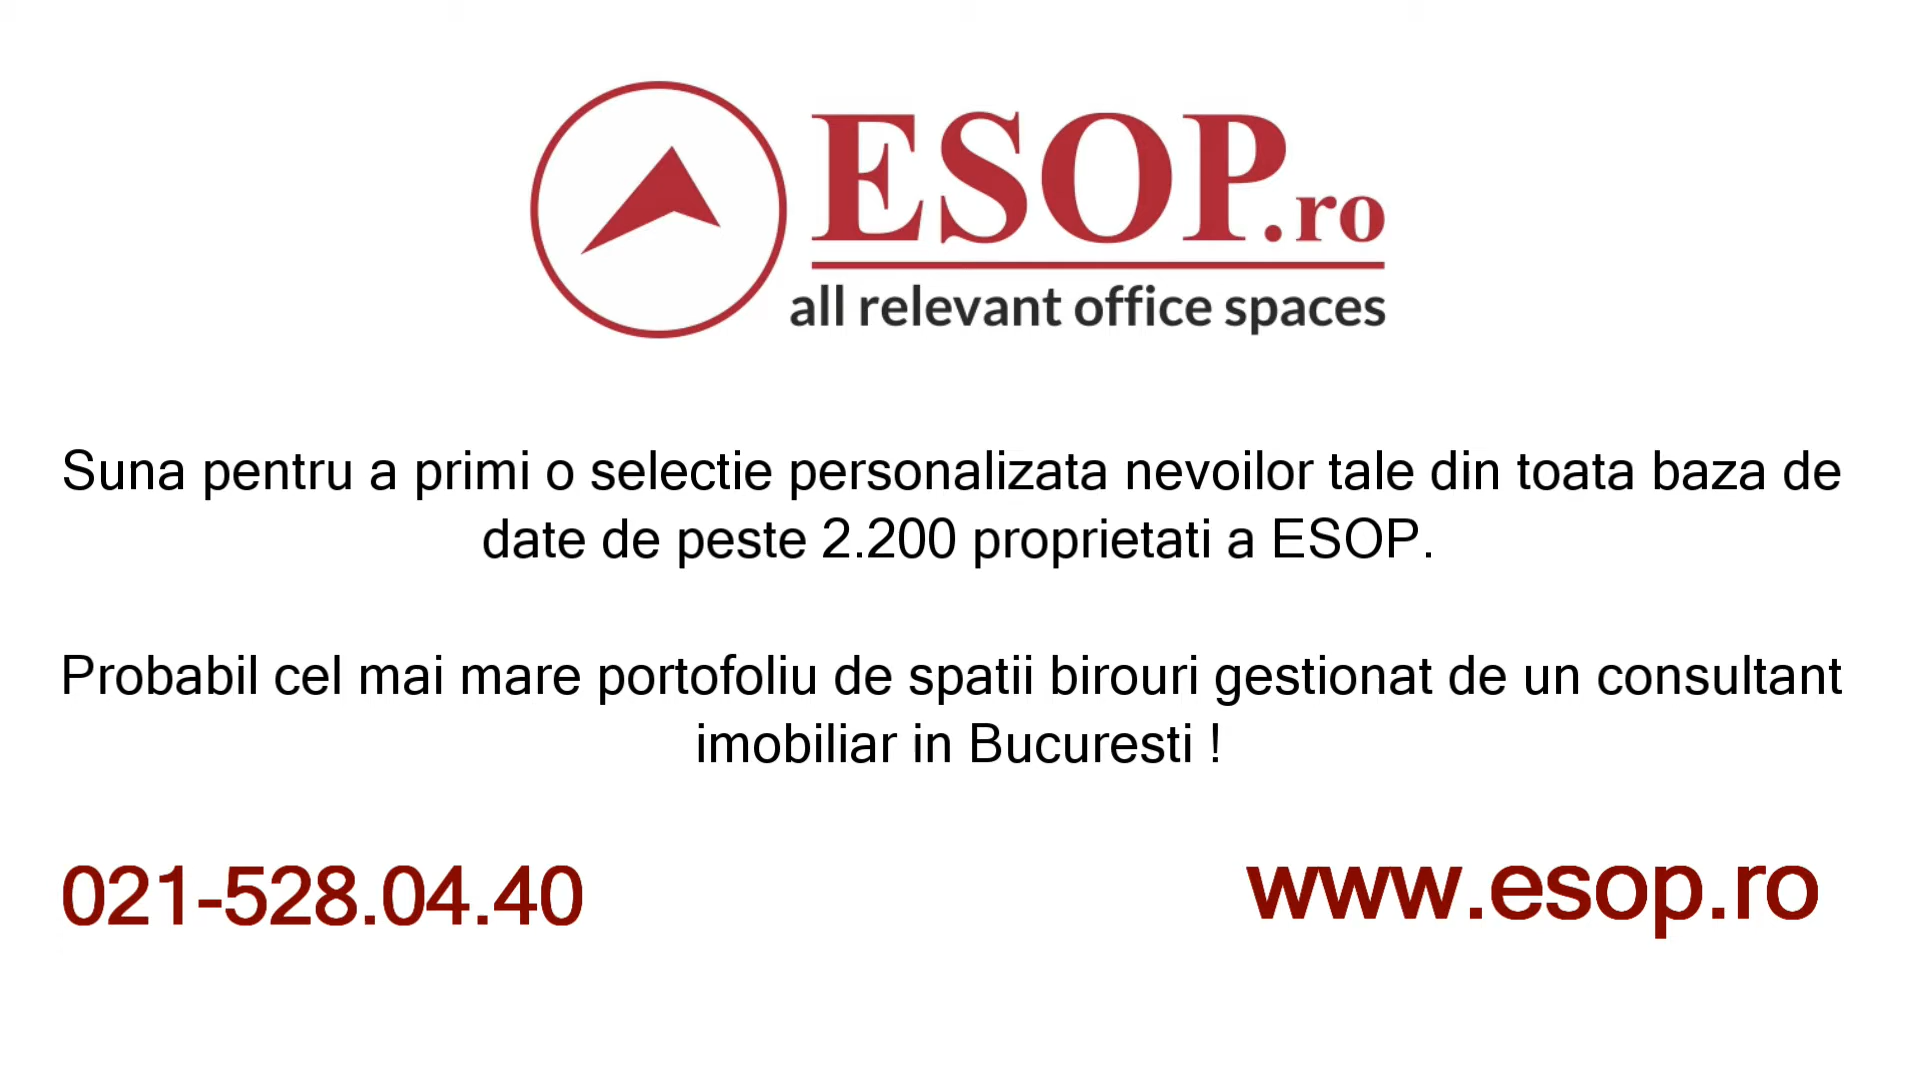 ESOP.ro
all relevant office spaces
Suna pentru a primi o selectie personalizata nevoilor tale din toata baza de
date de peste 2.200 proprietati a ESOP.
Probabil cel mai mare portofoliu de spatii birouri gestionat de un consultant
imobiliar in Bucuresti !
021-528.04.40
www.esop.ro